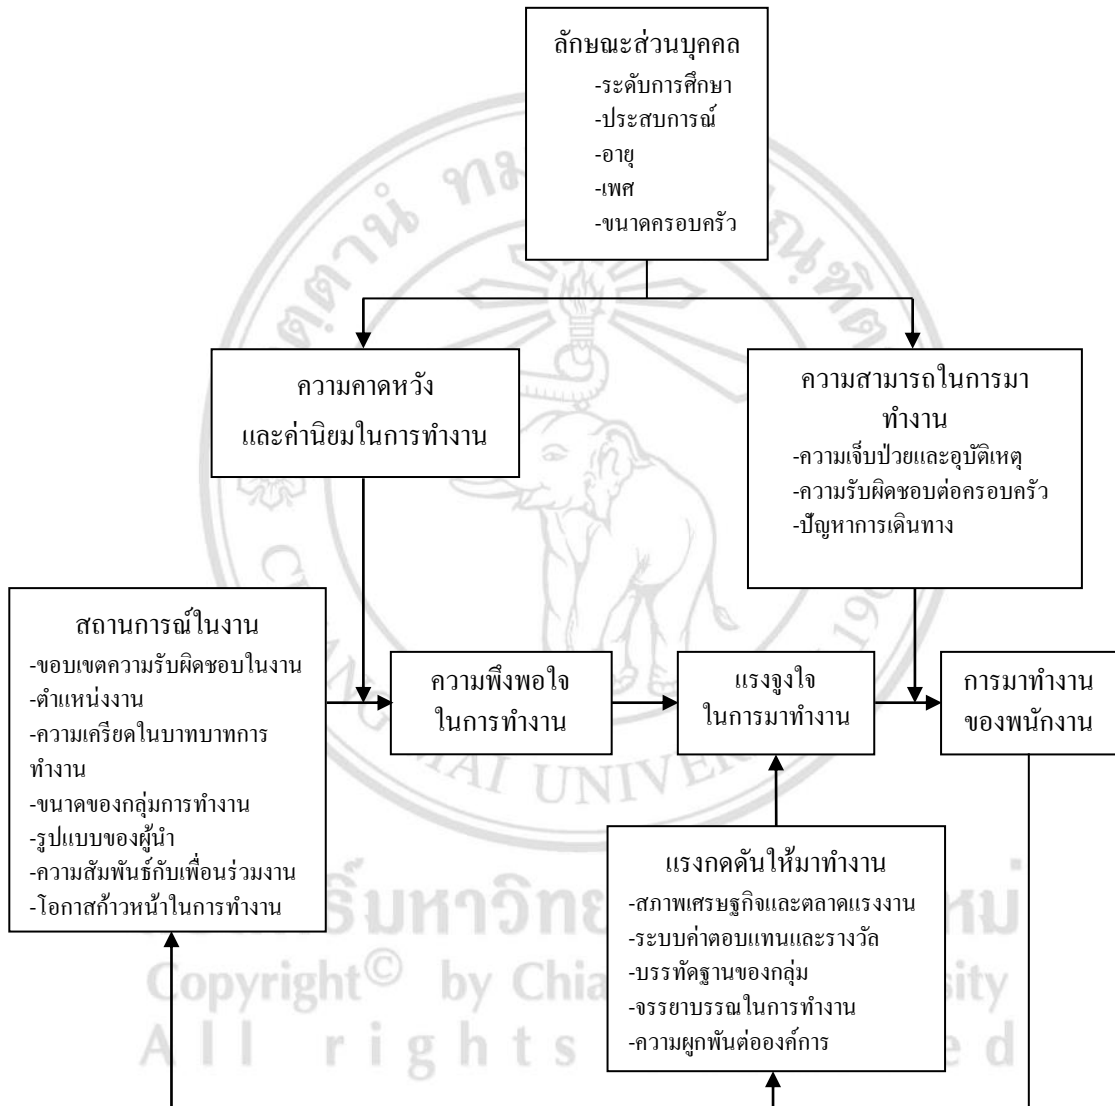 ลักษณะส่วนบุคคล
-ระดับการศึกษา
-ประสบการณ์
-อายุ
-เพศ
-ขนาดครอบครัว
ความคาดหวัง
และค่านิยมในการทำงาน
ความสามารถในการมา
ทำงาน
-ความเจ็บป่วยและอุบัติเหตุ
-ความรับผิดชอบต่อครอบครัว
-ปัญหาการเดินทาง
สถานการณ์ในงาน
-ขอบเขตความรับผิดชอบในงาน
-ตำแหน่งงาน
-ความเครียดในบาทบาทการ
ทำงาน
-ขนาดของกลุ่มการทำงาน
-รูปแบบของผู้นำ
-ความสัมพันธ์กับเพื่อนร่วมงาน
-โอกาสก้าวหน้าในการทำงาน
ความพึงพอใจ
ในการทำงาน
แรงจูงใจ
ในการมาทำงาน
การมาทำงาน
ของพนักงาน
แรงกดดันให้มาทำงาน
-สภาพเศรษฐกิจและตลาดแรงงาน
-ระบบค่าตอบแทนและรางวัล
-บรรทัดฐานของกลุ่ม
-จรรยาบรรณในการทำงาน
-ความผูกพันต่อองค์การ
Copyright© by
All rights